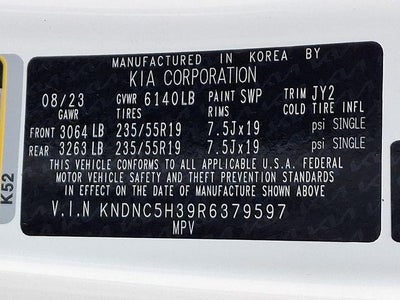 MANUFACTURED IN KOREA BY
KIA CORPORATION
08/23 GVWR 6140LB PAINT SWP TRIM JY2
GAWR TIRES RIMS COLD TIRE INFL
FRONT 3064 LB 235/55R19 7.5Jx19 psi SINGLE
REAR 3263 LB 235/55R19 7.5Jx19 psi SINGLE
THIS VEHICLE CONFORMS TO ALL APPLICABLE U.S.A. FEDERAL
MOTOR VEHICLE SAFETY AND THEFT PREVENTION STANDARDS
IN EFFECT ON THE DATE OF MANUFACTURE SHOWN ABOVE
V.I.N KNDNC5H39R6379597
MPV
K52